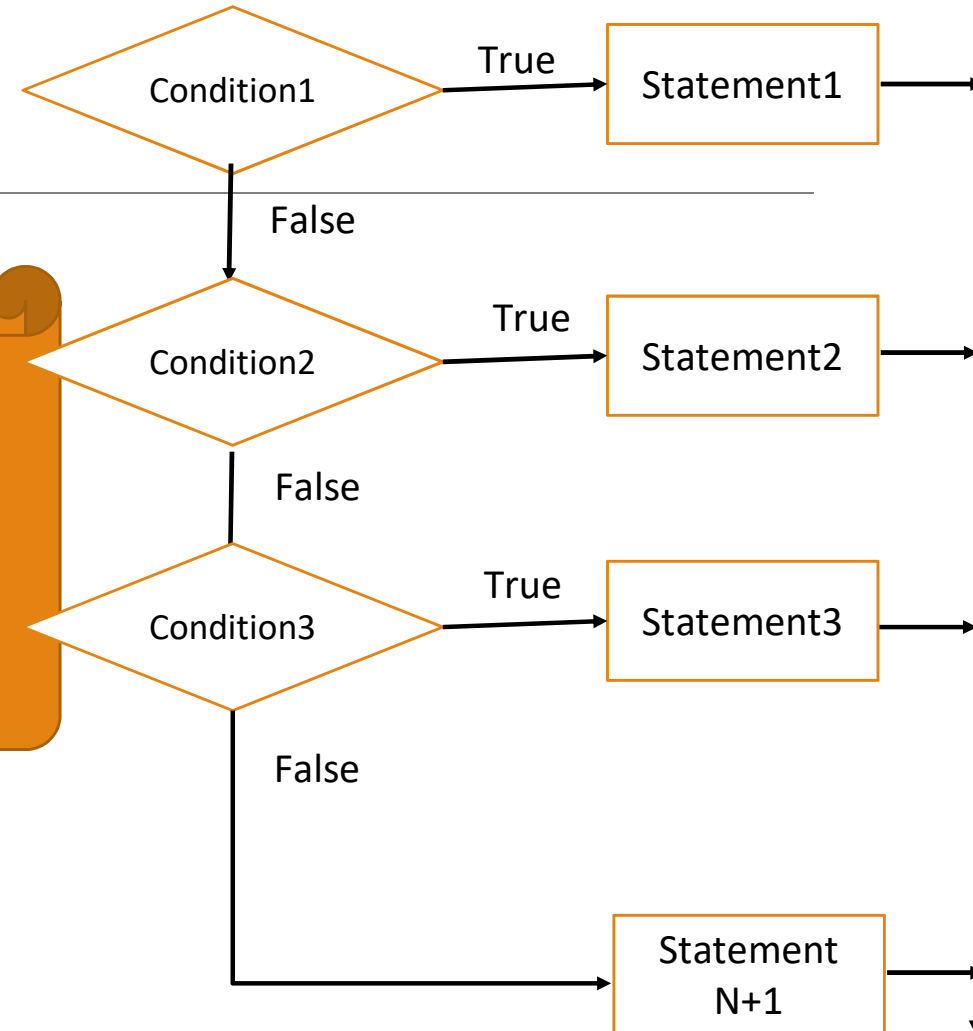 Condition1
True
Statement1
False
Condition2
True
Statement2
False
Condition3
True
Statement3
False
Statement
N+1